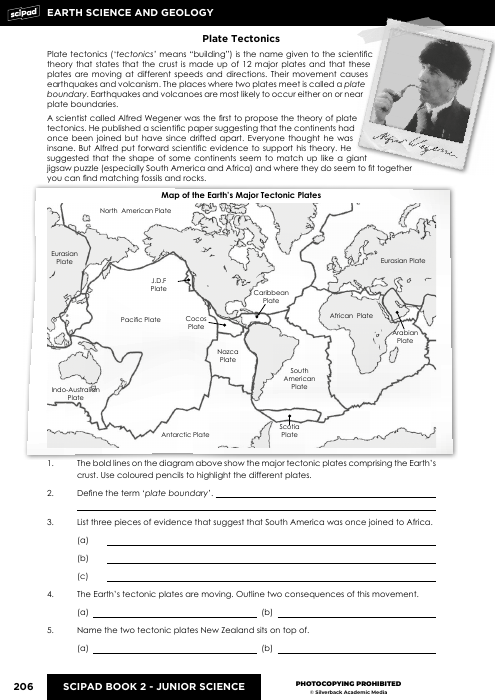 scipad EARTH SCIENCE AND GEOLOGY
Plate Tectonics
Plate tectonics ('tectonics' means "building") is the name given to the scientific
theory that states that the crust is made up of 12 major plates and that these
plates are moving at different speeds and directions. Their movement causes
earthquakes and volcanism. The places where two plates meet is called a plate
boundary. Earthquakes and volcanoes are most likely to occur either on or near
plate boundaries.
A scientist called Alfred Wegener was the first to propose the theory of plate
tectonics. He published a scientific paper suggesting that the continents had
once been joined but have since drifted apart. Everyone thought he was
insane. But Alfred put forward scientific evidence to support his theory. He
suggested that the shape of some continents seem to match up like a giant
jigsaw puzzle (especially South America and Africa) and where they do seem to fit together
you can find matching fossils and rocks.
Alfred Wegener
Map of the Earth's Major Tectonic Plates
North American Plate
Eurasian
Plate
Eurasian Plate
J.D.F
Plate
Caribbean
Plate
Pacific Plate
Cocos
Plate
African Plate
Arabian
Plate
Nazca
Plate
South
American
Plate
Indo-Australian
Plate
Scotia
Plate
Antarctic Plate
1. The bold lines on the diagram above show the major tectonic plates comprising the Earth's
crust. Use coloured pencils to highlight the different plates.
2. Define the term 'plate boundary'.
3. List three pieces of evidence that suggest that South America was once joined to Africa.
(a)
(b)
(c)
4. The Earth's tectonic plates are moving. Outline two consequences of this movement.
(a) (b)
5. Name the two tectonic plates New Zealand sits on top of.
(a) (b)
206 SCIPAD BOOK 2 - JUNIOR SCIENCE PHOTOCOPYING PROHIBITED
© Silverback Academic Media